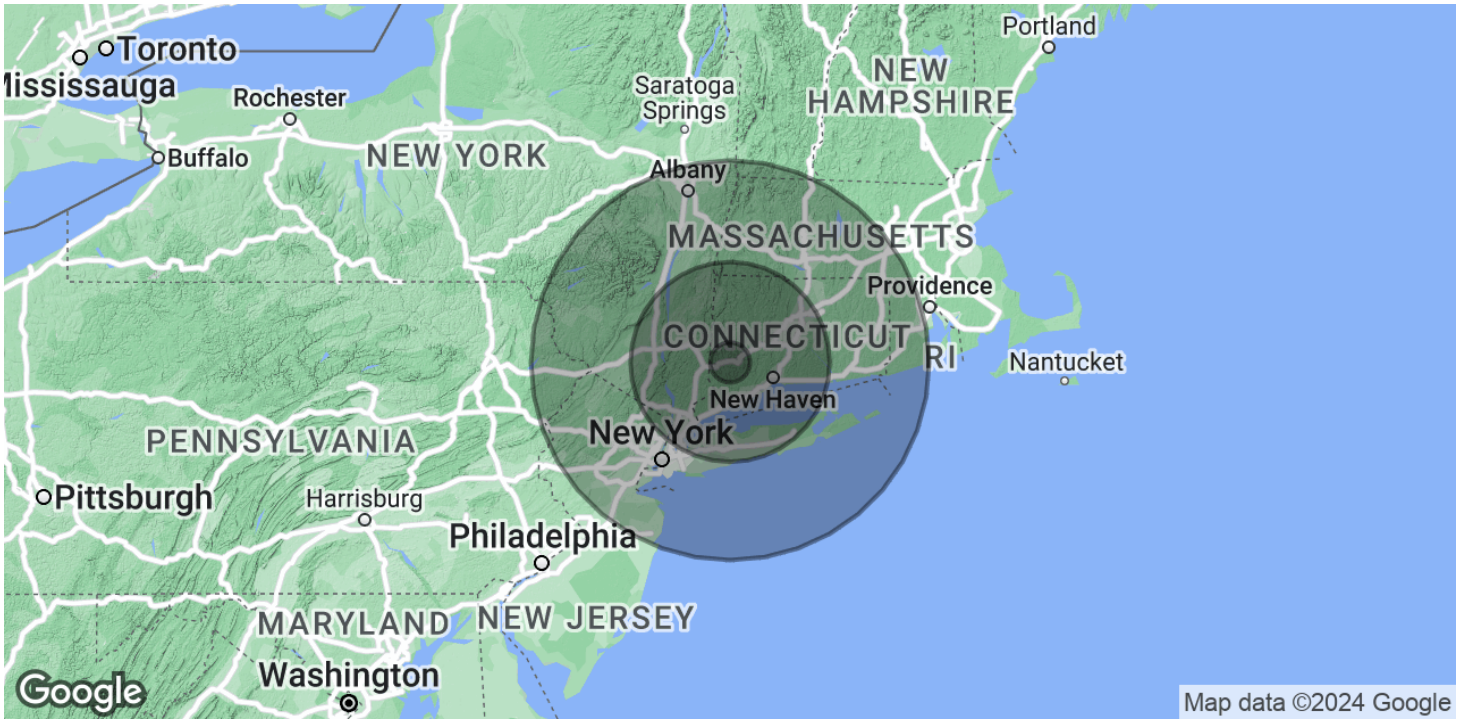 Portland
Toronto
Mississauga
NEW
HAMPSHIRE
Saratoga
Springs
Rochester
NEW YORK
Buffalo
Albany
MASSACHUSETTS
Providence
CONNECTICUT
RI
Nantucket
New Haven
New York
PENNSYLVANIA
Pittsburgh
Harrisburg
Philadelphia
MARYLAND
NEW JERSEY
Washington
Google
Map data ©2024 Google